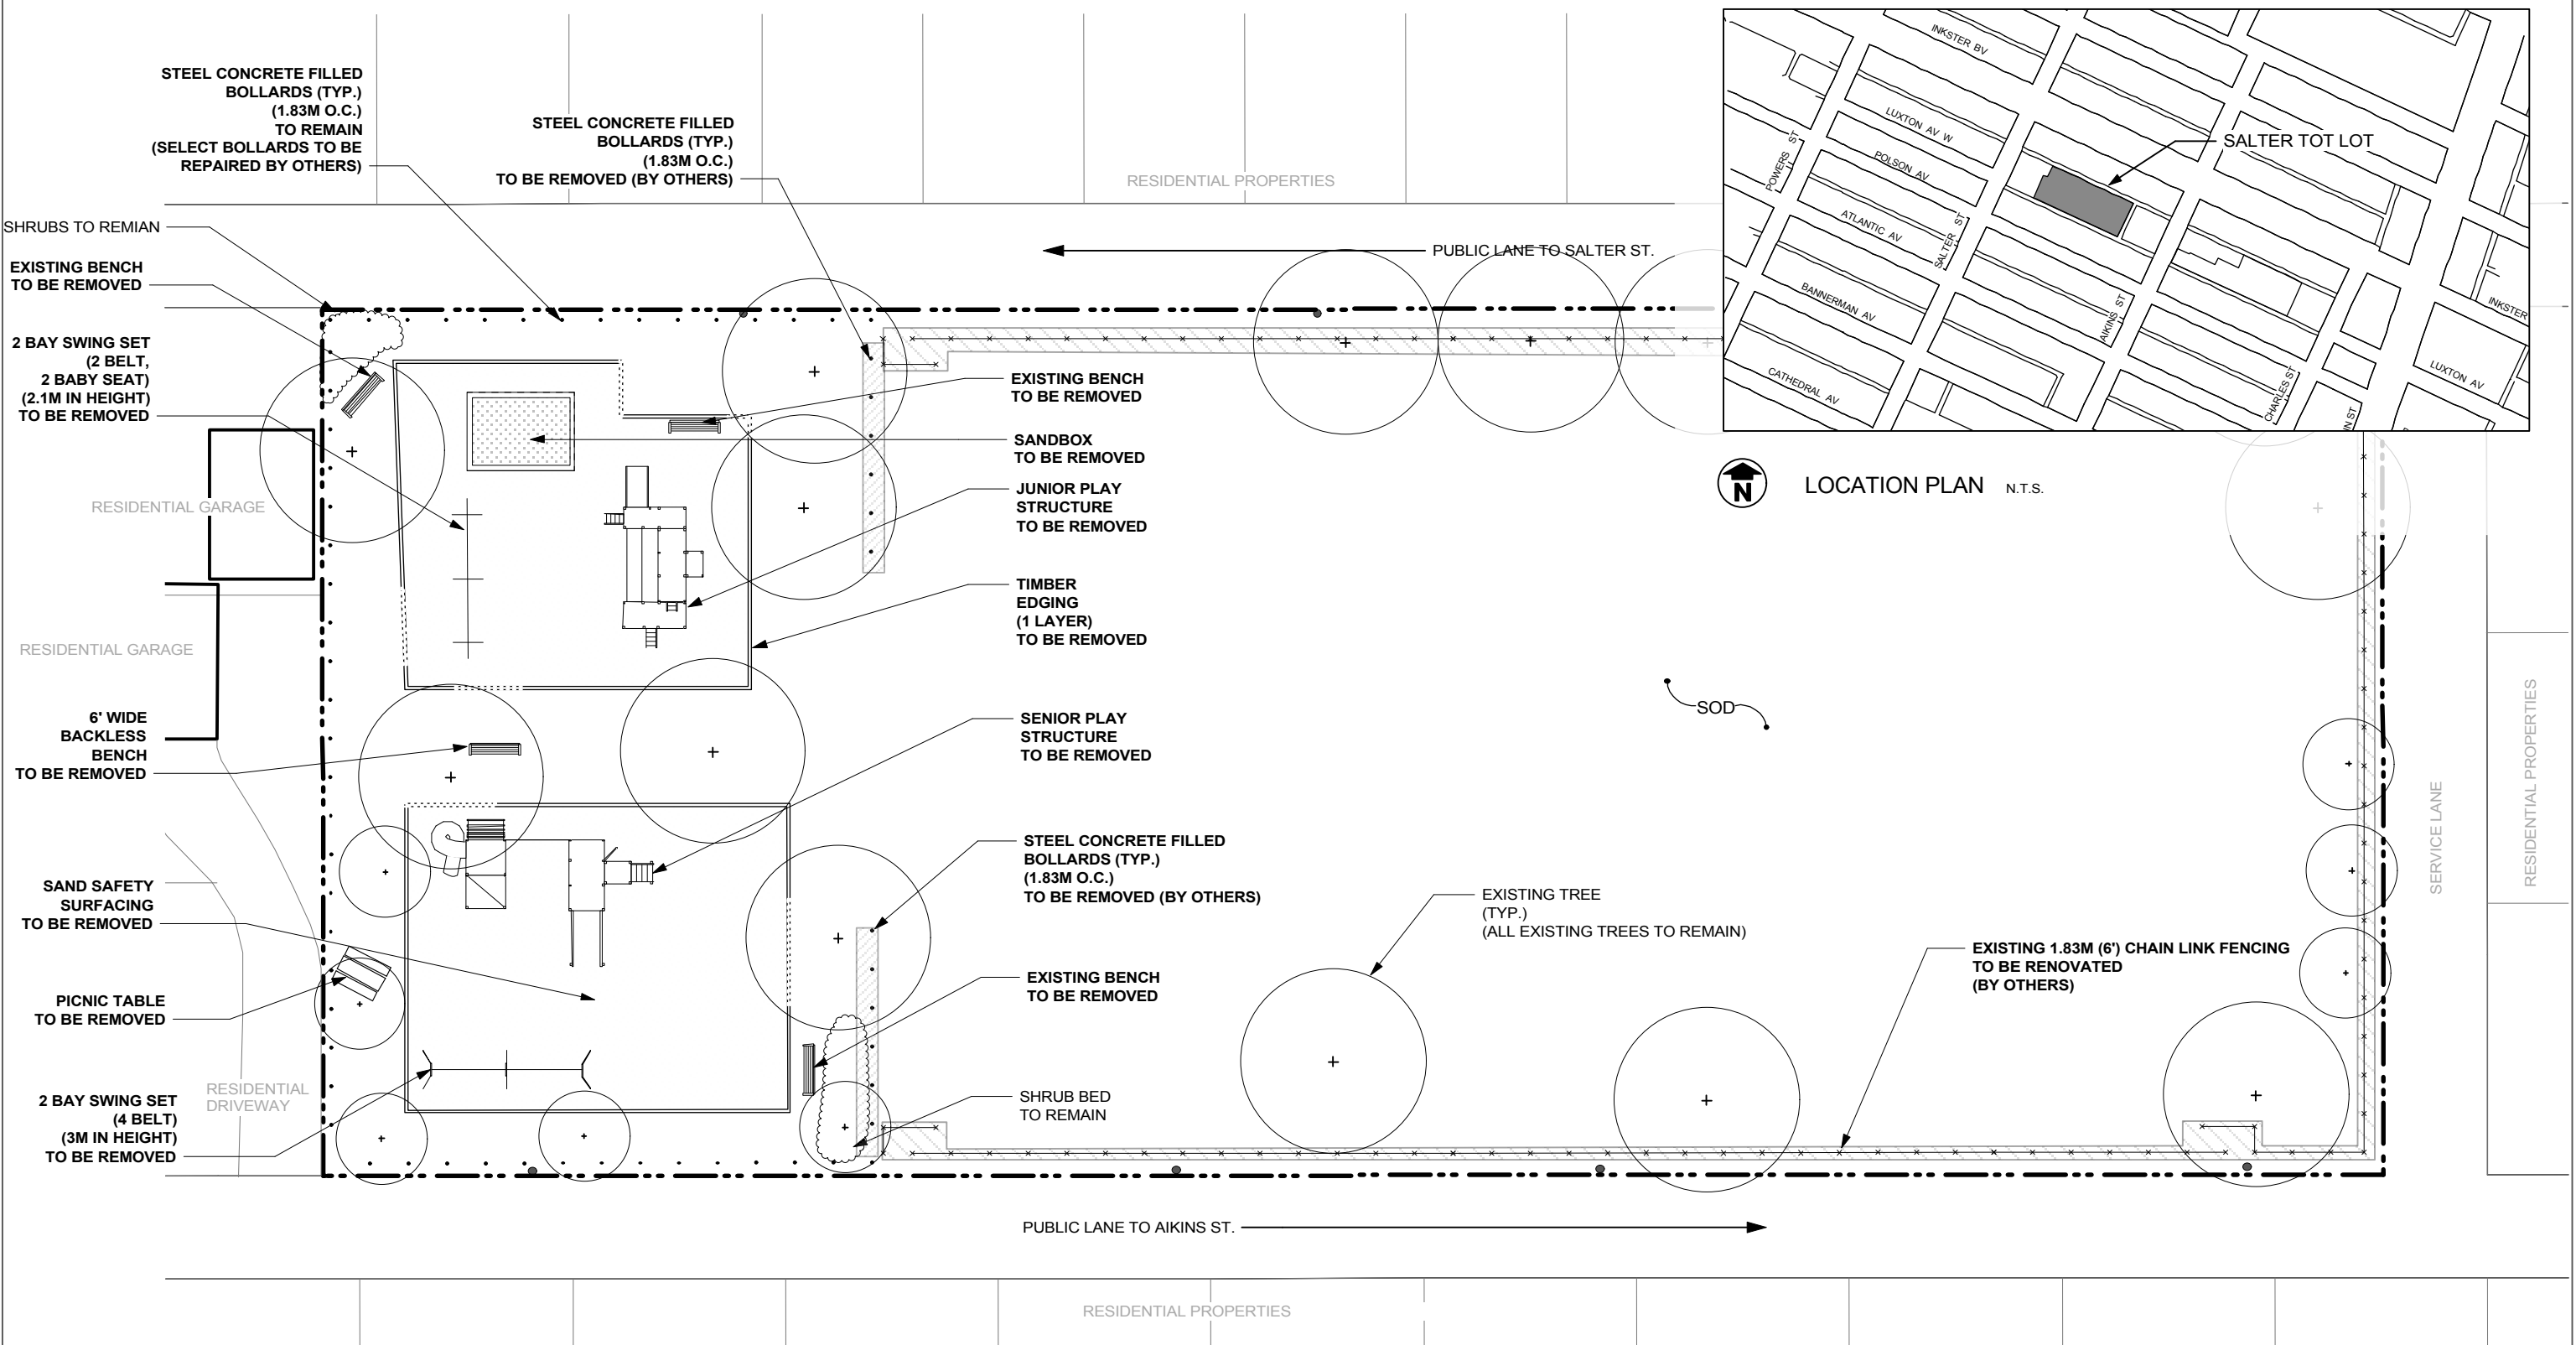 STEEL CONCRETE FILLED
BOLLARDS (TYP.)
(1.83M O.C.)
TO REMAIN
(SELECT BOLLARDS TO BE
REPAIRED BY OTHERS)
STEEL CONCRETE FILLED
BOLLARDS (TYP.)
(1.83M O.C.)
TO BE REMOVED (BY OTHERS)
RESIDENTIAL PROPERTIES
SHRUBS TO REMIAN
EXISTING BENCH
TO BE REMOVED
2 BAY SWING SET
(2 BELT,
2 BABY SEAT)
(2.1M IN HEIGHT)
TO BE REMOVED
RESIDENTIAL GARAGE
RESIDENTIAL GARAGE
6' WIDE
BACKLESS
BENCH
TO BE REMOVED
SAND SAFETY
SURFACING
TO BE REMOVED
PICNIC TABLE
TO BE REMOVED
RESIDENTIAL
DRIVEWAY
2 BAY SWING SET
(4 BELT)
(3M IN HEIGHT)
TO BE REMOVED
PUBLIC LANE TO SALTER ST.
EXISTING BENCH
TO BE REMOVED
SANDBOX
TO BE REMOVED
JUNIOR PLAY
STRUCTURE
TO BE REMOVED
TIMBER
EDGING
(1 LAYER)
TO BE REMOVED
SENIOR PLAY
STRUCTURE
TO BE REMOVED
STEEL CONCRETE FILLED
BOLLARDS (TYP.)
(1.83M O.C.)
TO BE REMOVED (BY OTHERS)
EXISTING BENCH
TO BE REMOVED
SHRUB BED
TO REMAIN
SOD
EXISTING TREE
(TYP.)
(ALL EXISTING TREES TO REMAIN)
EXISTING 1.83M (6') CHAIN LINK FENCING
TO BE RENOVATED
(BY OTHERS)
SERVICE LANE
RESIDENTIAL PROPERTIES
PUBLIC LANE TO AIKINS ST.
RESIDENTIAL PROPERTIES
INKSTER BV
LUXTON AV W
POLSON AV
ATLANTIC AV
BANNERMAN AV
CATHEDRAL AV
POWERS ST
SALTER ST
AIKINS ST
CHARLES ST
IN ST
INKSTER
LUXTON AV
SALTER TOT LOT
N
LOCATION PLAN N.T.S.